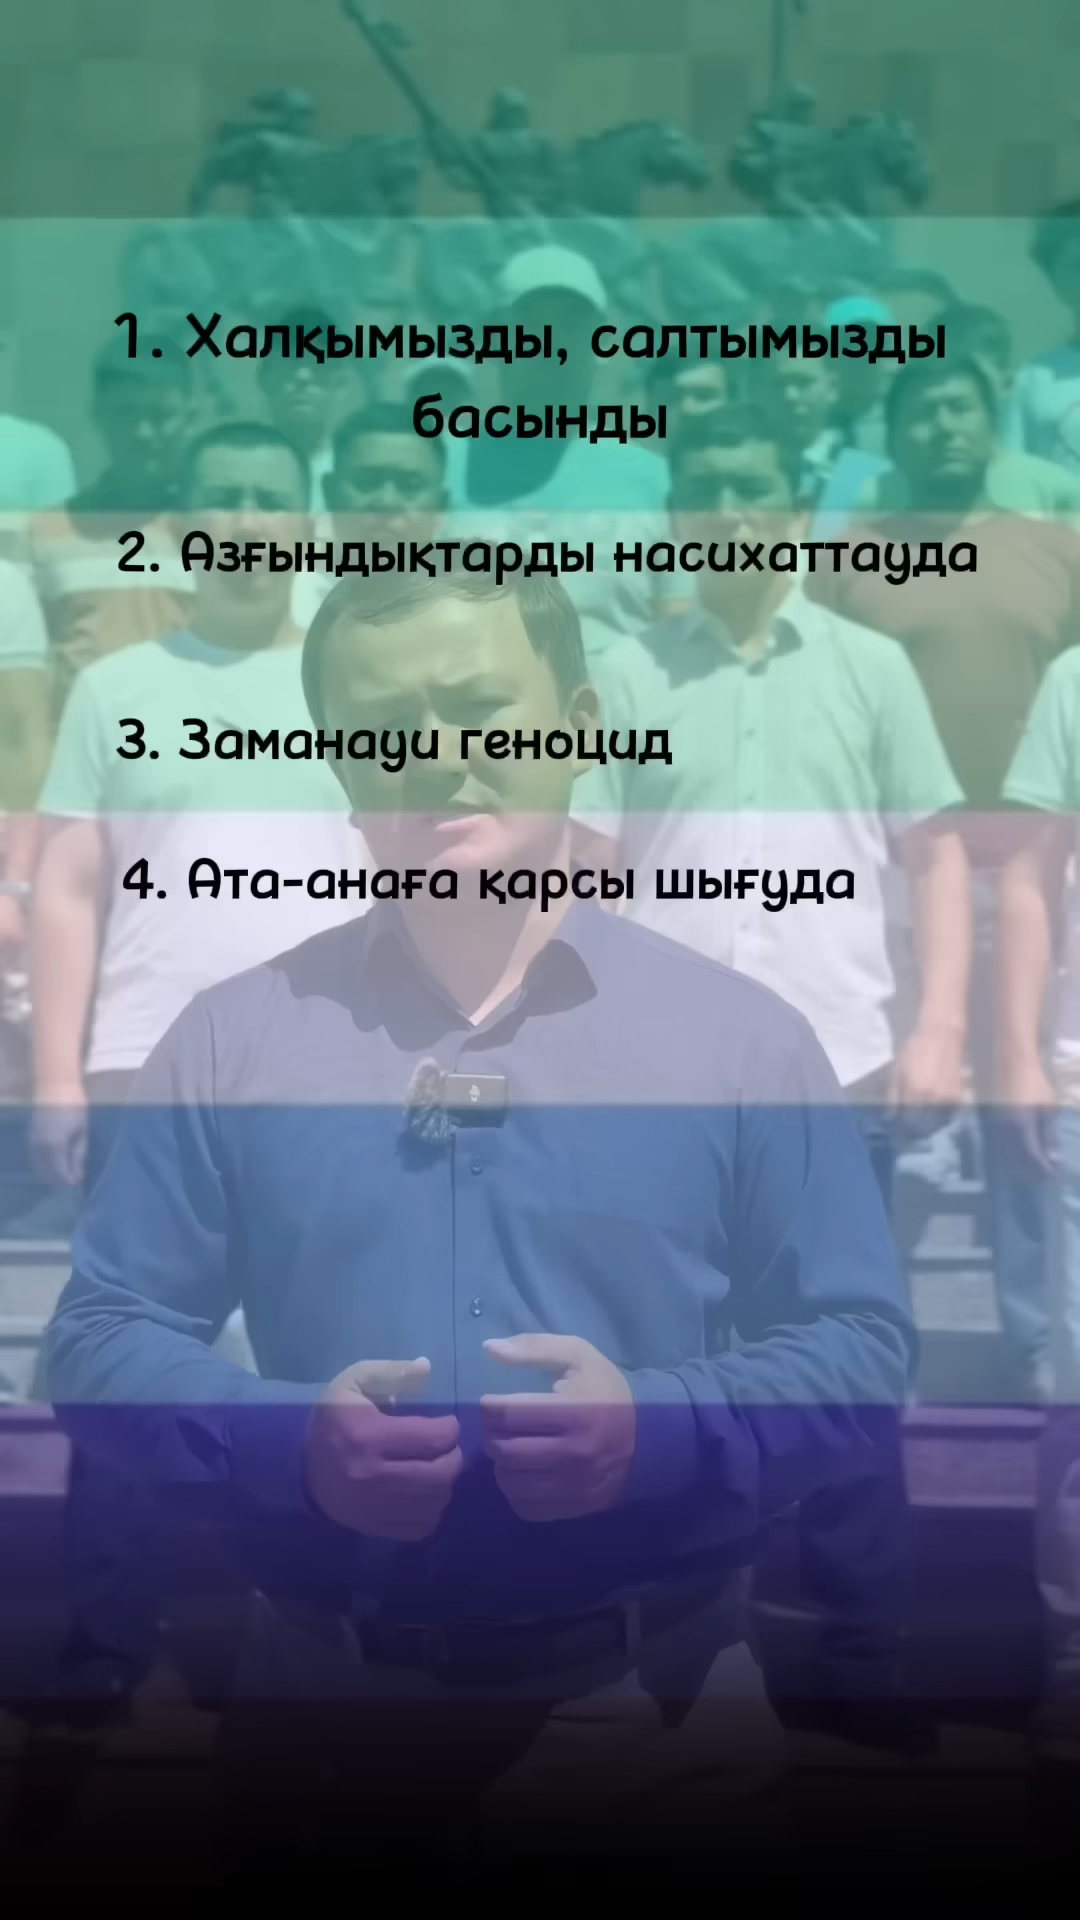 1. Халқымызды, салтымызды
басынды
2. Азғындықтарды насихаттауда
3. Заманауи геноцид
4. Ата-анаға қарсы шығуда